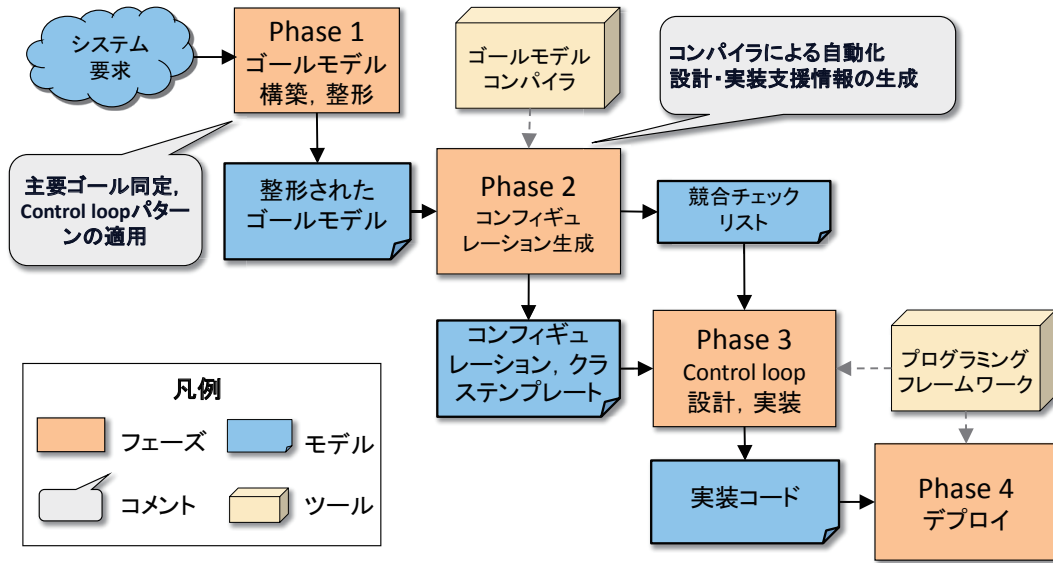 システム
要求
Phase 1
ゴールモデル
構築, 整形
ゴールモデル
コンパイラ
コンパイラによる自動化
設計・実装支援情報の生成
主要ゴール同定,
Control loopパター
ンの適用
整形された
ゴールモデル
Phase 2
コンフィギュ
レーション生成
競合チェック
リスト
コンフィギュ
レーション, クラ
ステンプレート
Phase 3
Control loop
設計, 実装
プログラミング
フレームワーク
実装コード
Phase 4
デプロイ
凡例
フェーズ
モデル
コメント
ツール